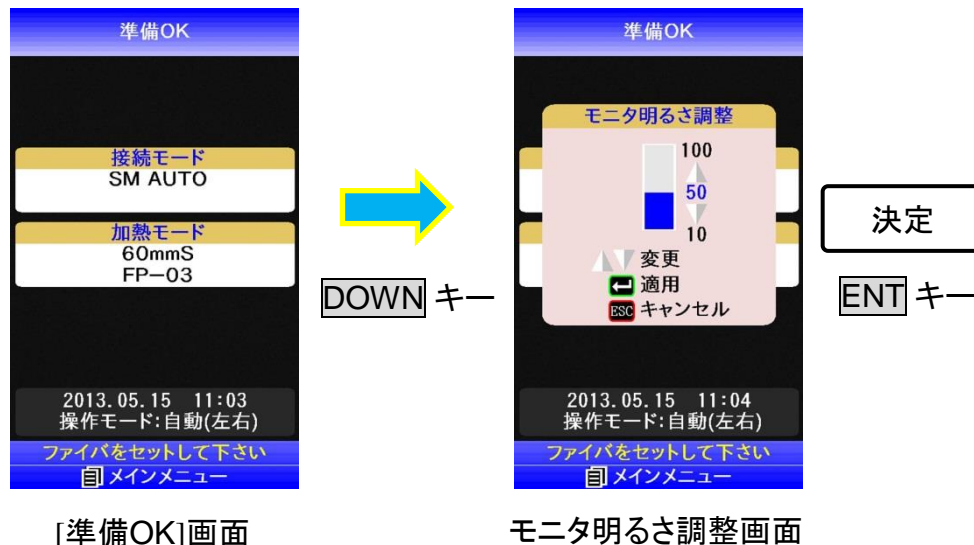 準備OK
接続モード
SM AUTO
加熱モード
60mmS
FP-03
2013.05.15 11:03
操作モード:自動(左右)
ファイバをセットして下さい
メインメニュー
[準備OK]画面
DOWN キー
準備OK
モニタ明るさ調整
100
50
10
変更
適用
ESC キャンセル
2013.05.15 11:04
操作モード:自動(左右)
ファイバをセットして下さい
メインメニュー
モニタ明るさ調整画面
決定
ENT キー